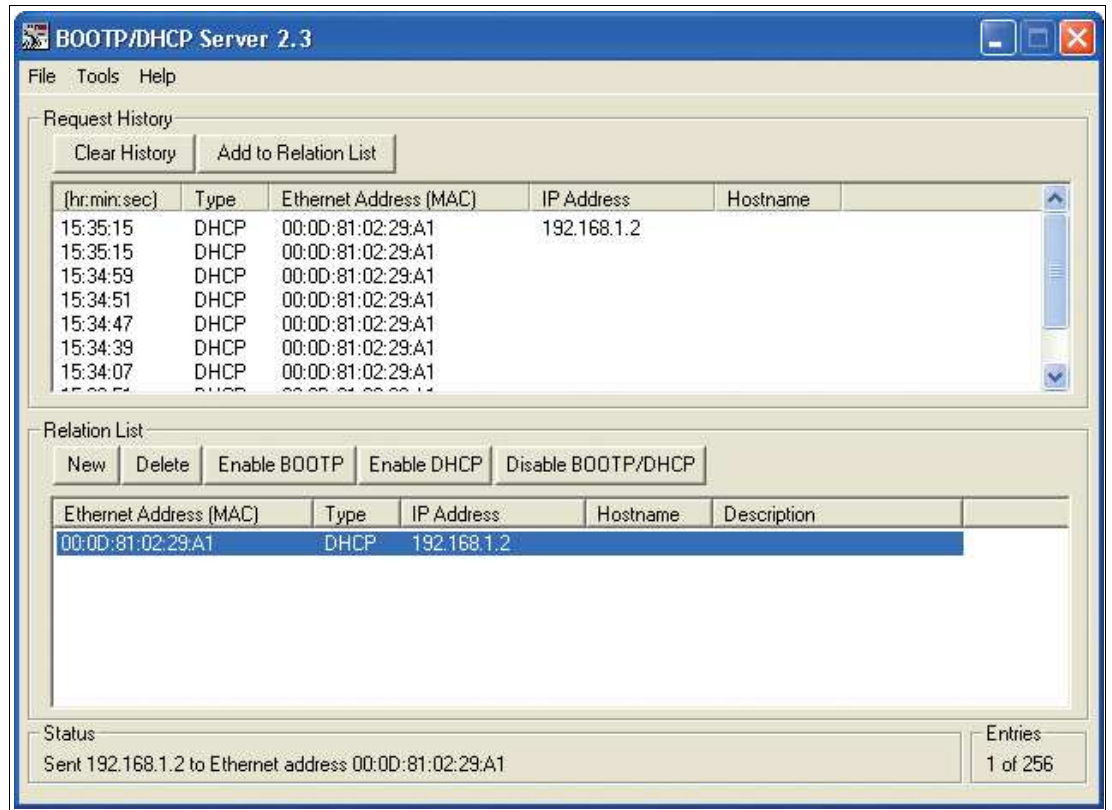 BOOTP/DHCP Server 2.3
File Tools Help
Request History
Clear History Add to Relation List
(hr:min:sec) Type Ethernet Address (MAC) IP Address Hostname
15:35:15 DHCP 00:0D:81:02:29:A1 192.168.1.2
15:35:15 DHCP 00:0D:81:02:29:A1
15:34:59 DHCP 00:0D:81:02:29:A1
15:34:51 DHCP 00:0D:81:02:29:A1
15:34:47 DHCP 00:0D:81:02:29:A1
15:34:39 DHCP 00:0D:81:02:29:A1
15:34:07 DHCP 00:0D:81:02:29:A1
Relation List
New Delete Enable BOOTP Enable DHCP Disable BOOTP/DHCP
Ethernet Address (MAC) Type IP Address Hostname Description
00:0D:81:02:29:A1 DHCP 192.168.1.2
Status
Sent 192.168.1.2 to Ethernet address 00:0D:81:02:29:A1
Entries
1 of 256